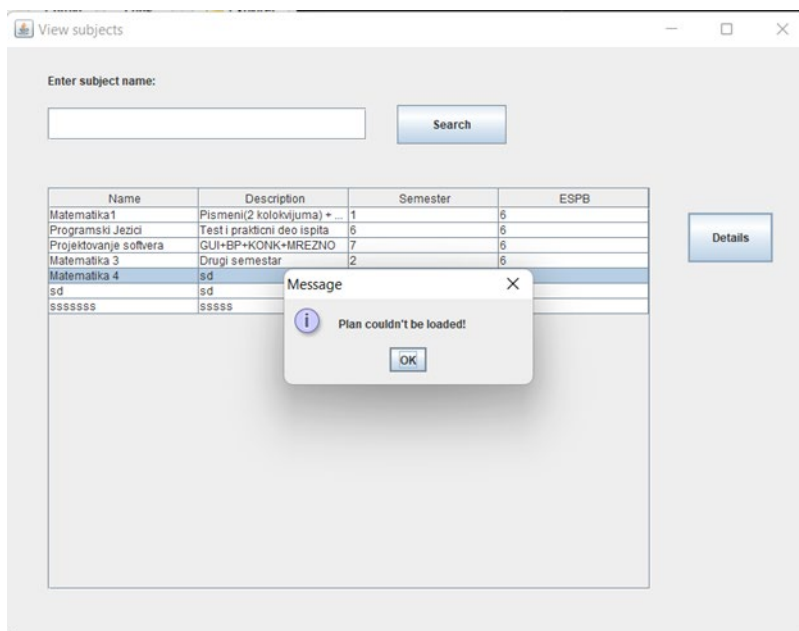 View subjects
Enter subject name:
Search
Name Description Semester ESPB
Matematika1 Pismeni(2 kolokvijuma) + ... 1 6
Programski Jezici Test i prakticni deo ispita 6 6
Projektovanje softvera GUI+BP+KONK+MREZNO 7 6
Details
Matematika 3 Drugi semestar 2 6
Matematika 4 sd
sd sd
sssssss sssss
Message
Plan couldn't be loaded!
OK